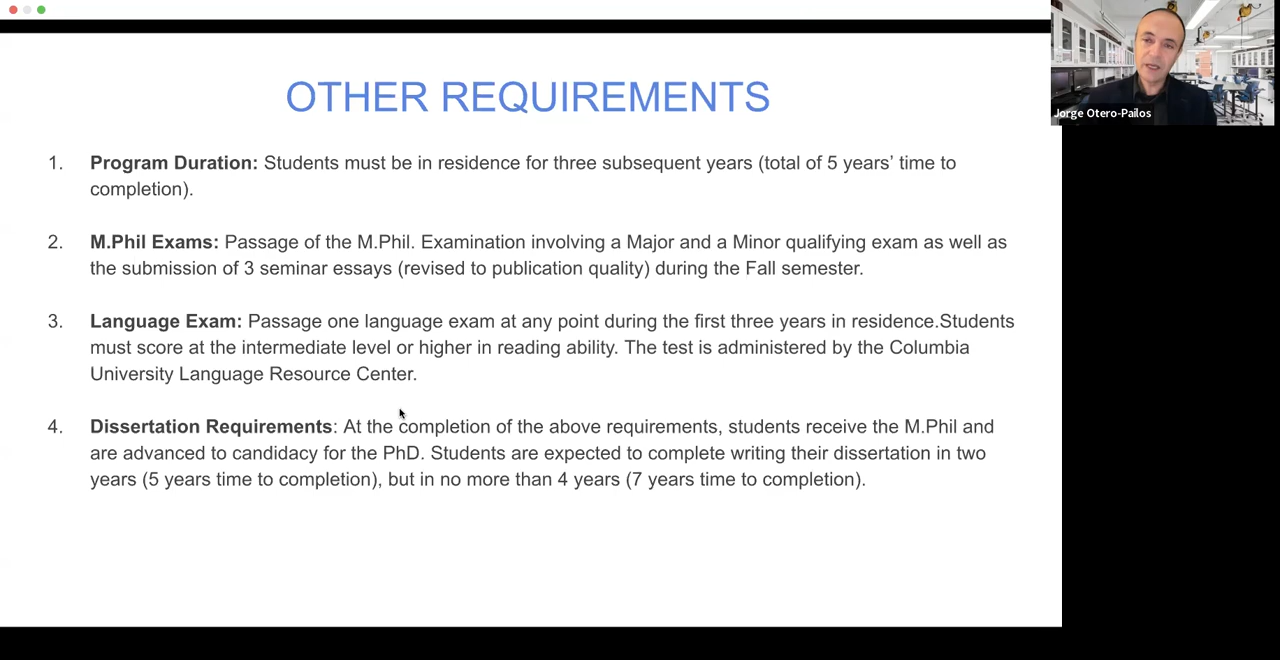 OTHER REQUIREMENTS
1. Program Duration: Students must be in residence for three subsequent years (total of 5 years’ time to
completion).
2. M.Phil Exams: Passage of the M.Phil. Examination involving a Major and a Minor qualifying exam as well as
the submission of 3 seminar essays (revised to publication quality) during the Fall semester.
3. Language Exam: Passage one language exam at any point during the first three years in residence.Students
must score at the intermediate level or higher in reading ability. The test is administered by the Columbia
University Language Resource Center.
4. Dissertation Requirements: At the completion of the above requirements, students receive the M.Phil and
are advanced to candidacy for the PhD. Students are expected to complete writing their dissertation in two
years (5 years time to completion), but in no more than 4 years (7 years time to completion).
Jorge Otero-Pailos